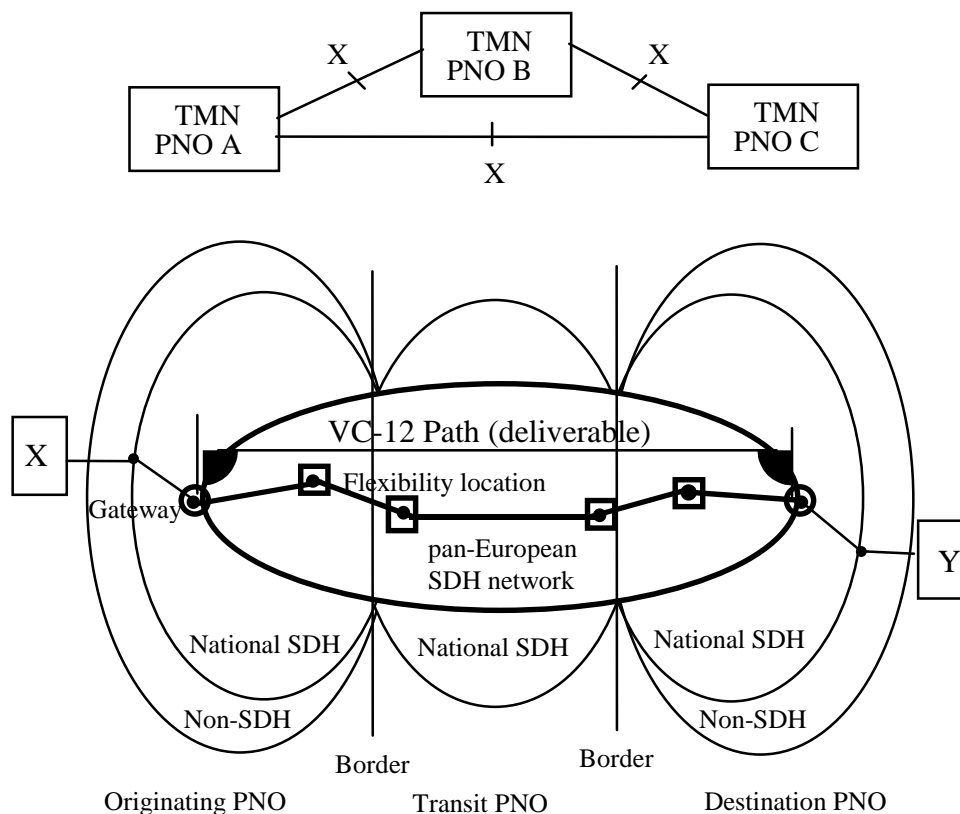 TMN
PNO B
X
X
TMN
PNO A
TMN
PNO C
X
VC-12 Path (deliverable)
X
Flexibility location
Gateway
pan-European
SDH network
Y
National SDH
National SDH
National SDH
Non-SDH
Non-SDH
Border
Border
Originating PNO
Transit PNO
Destination PNO